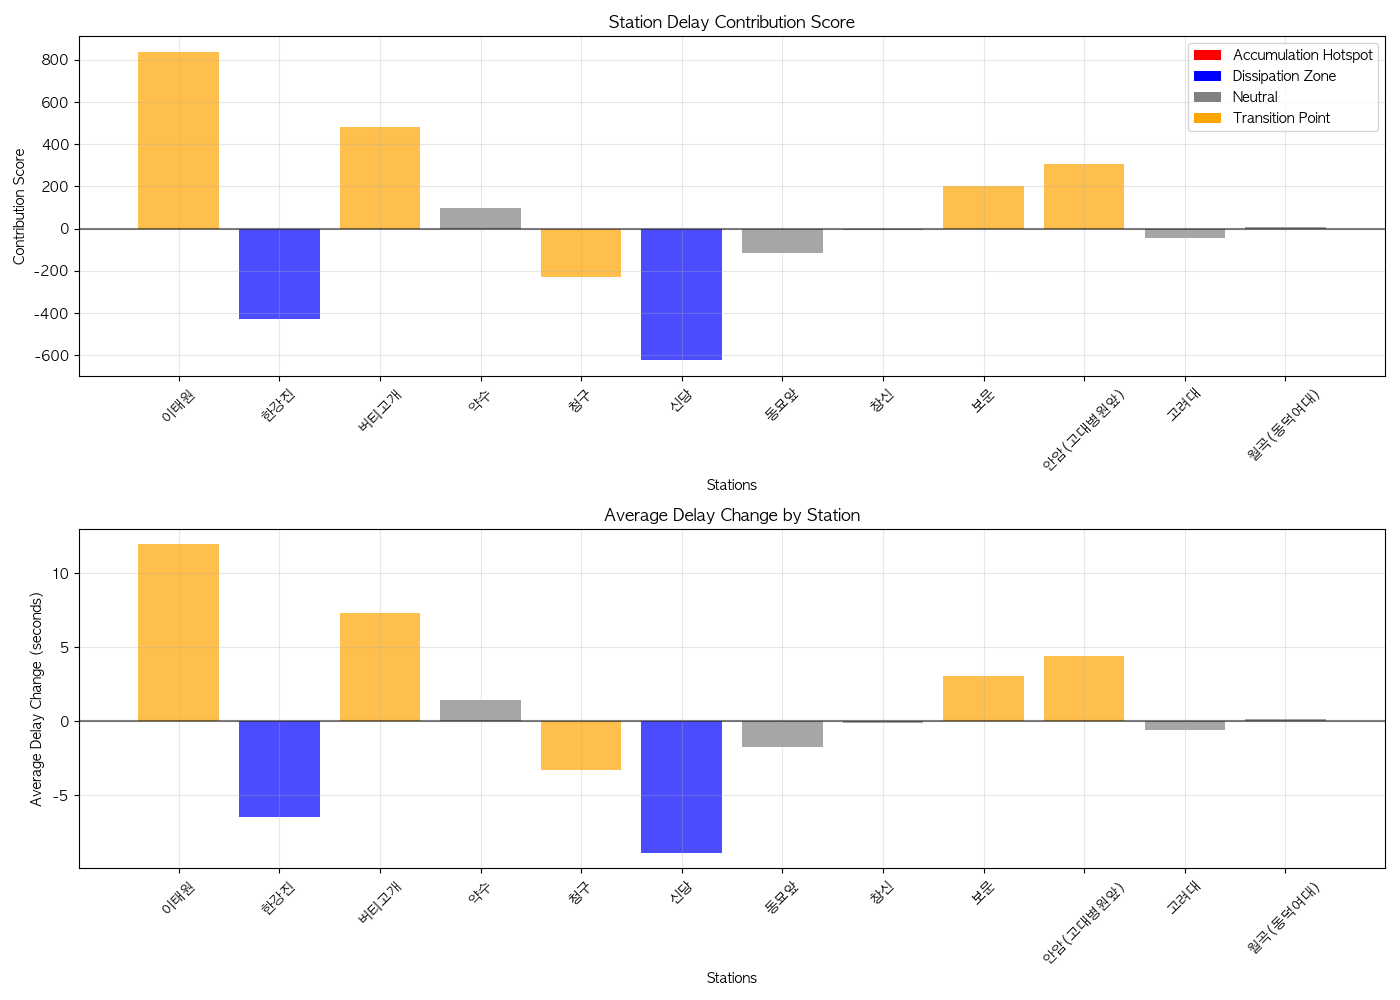 Station Delay Contribution Score
Contribution Score
800
600
400
200
0
-200
-400
-600
Accumulation Hotspot
Dissipation Zone
Neutral
Transition Point
이태원
한강진
버티고개
약수
청구
신당
동묘앞
창신
보문
안암(고대병원앞)
고려대
월곡(동덕여대)
Stations
Average Delay Change by Station
Average Delay Change (seconds)
10
5
0
-5
이태원
한강진
버티고개
약수
청구
신당
동묘앞
창신
보문
안암(고대병원앞)
고려대
월곡(동덕여대)
Stations